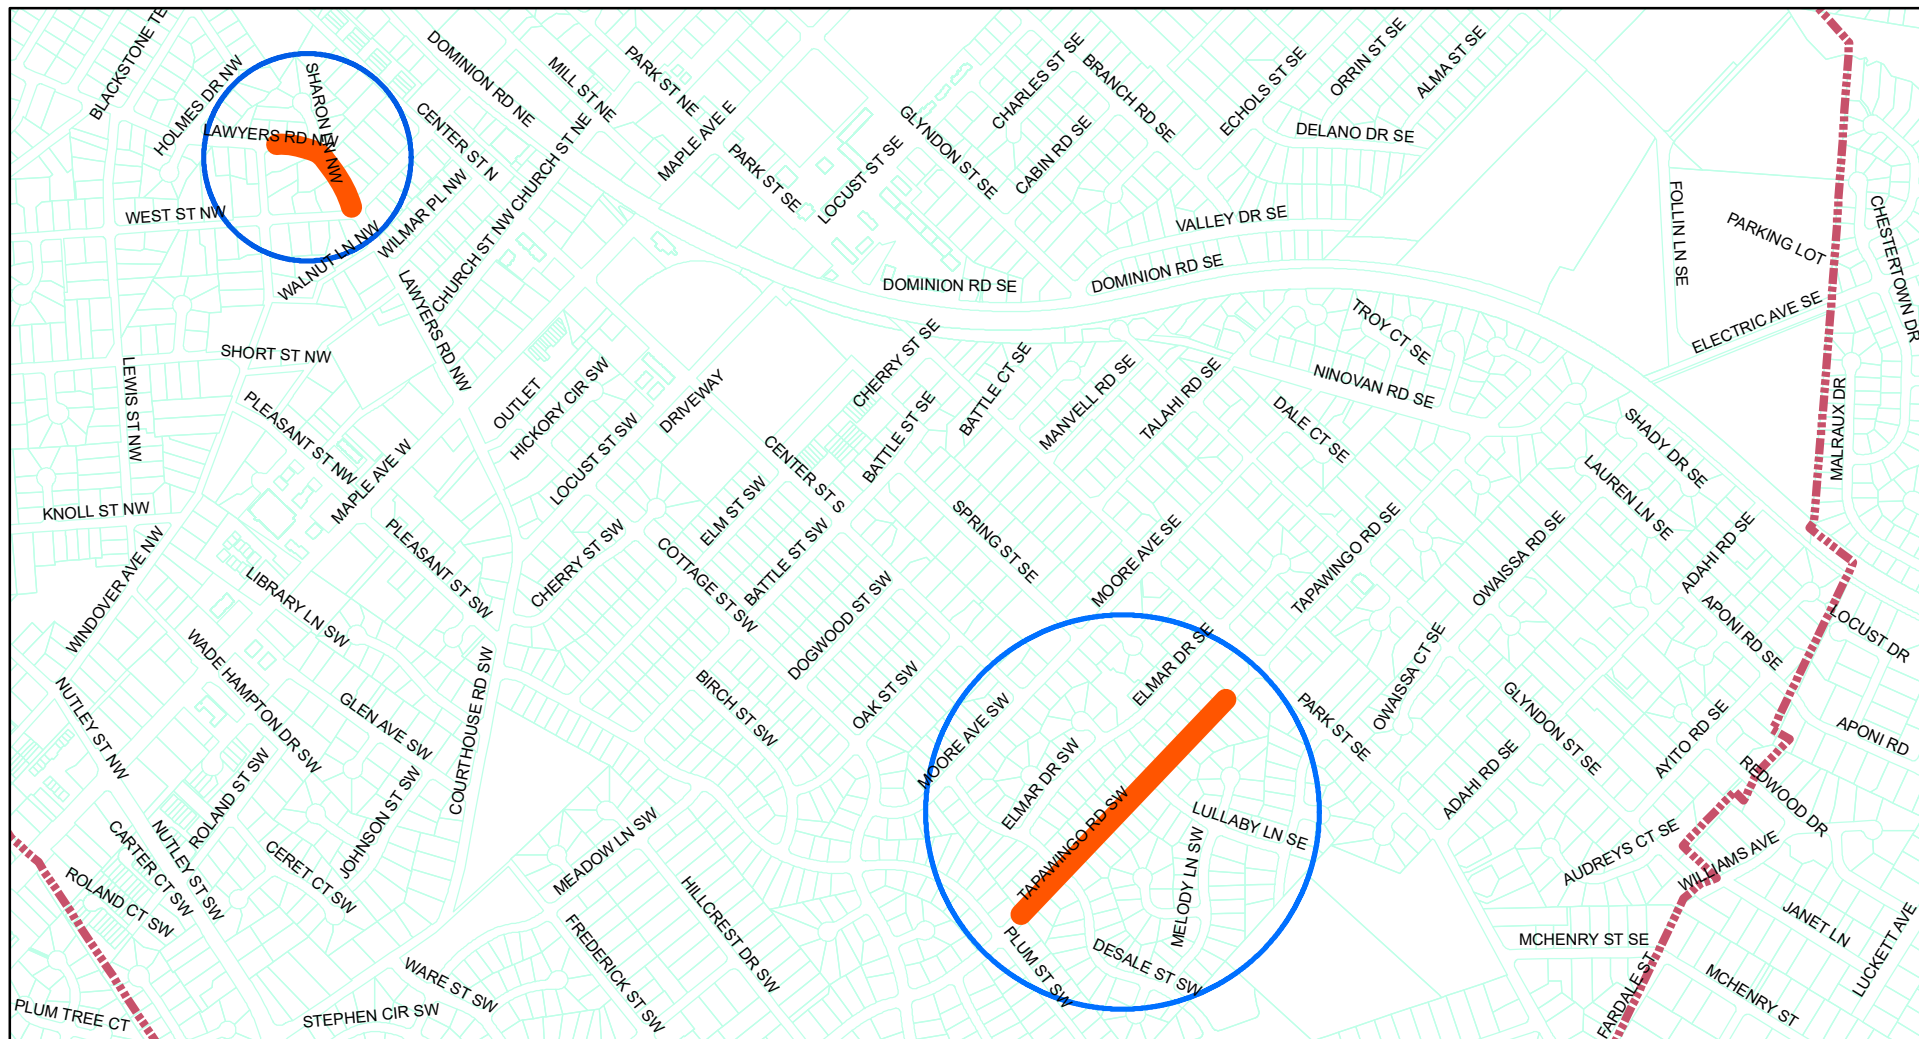 BLACKSTONE TE
HOLMES DR NW
SHARON LN NW
LAWYERS RD NW
WEST ST NW
WALNUT LN NW
WILMAR PL NW
CENTER ST N
DOMINION RD NE
MILL ST NE
CHURCH ST NE
CHURCH ST NW
PARK ST NE
MAPLE AVE E
PARK ST SE
LOCUST ST SE
GLYNDON ST SE
CHARLES ST SE
CABIN RD SE
BRANCH RD SE
ECHOLS ST SE
ORRIN ST SE
ALMA ST SE
DELANO DR SE
VALLEY DR SE
DOMINION RD SE
DOMINION RD SE
FOLLIN LN SE
PARKING LOT
CHESTERTOWN DR
ELECTRIC AVE SE
MALRAUX DR
TROY CT SE
NINOVAN RD SE
DALE CT SE
SHADY DR SE
LAUREN LN SE
LAWYERS RD NW
SHORT ST NW
LEWIS ST NW
PLEASANT ST NW
MAPLE AVE W
OUTLET
HICKORY CIR SW
LOCUST ST SW
DRIVEWAY
CHERRY ST SE
BATTLE ST SE
BATTLE CT SE
MANVELL RD SE
TALAHI RD SE
CENTER ST S
ELM ST SW
BATTLE ST SW
KNOLL ST NW
WINDOVER AVE NW
PLEASANT ST SW
CHERRY ST SW
COTTAGE ST SW
DOGWOOD ST SW
SPRING ST SE
MOORE AVE SE
TAPAWINGO RD SE
OWAISSA RD SE
ADAHI RD SE
APONI RD SE
LOCUST DR
LIBRARY LN SW
WADE HAMPTON DR SW
GLEN AVE SW
COURTHOUSE RD SW
NUTLEY ST NW
ROLAND ST SW
JOHNSON ST SW
BIRCH ST SW
OAK ST SW
MOORE AVE SW
ELMAR DR SE
ELMAR DR SW
TAPAWINGO RD SW
PARK ST SE
OWAISSA CT SE
GLYNDON ST SE
AYITO RD SE
APONI RD
REDWOOD DR
ADAHI RD SE
LULLABY LN SE
MELODY LN SW
DESALE ST SW
PLUM ST SW
AUDREYS CT SE
WILLIAMS AVE
JANET LN
LUCKETT AVE
MCHENRY ST SE
MCHENRY ST
FARDALE ST
CARTER CT SW
NUTLEY ST SW
ROLAND CT SW
CERET CT SW
MEADOW LN SW
HILLCREST DR SW
FREDERICK ST SW
WARE ST SW
STEPHEN CIR SW
PLUM TREE CT